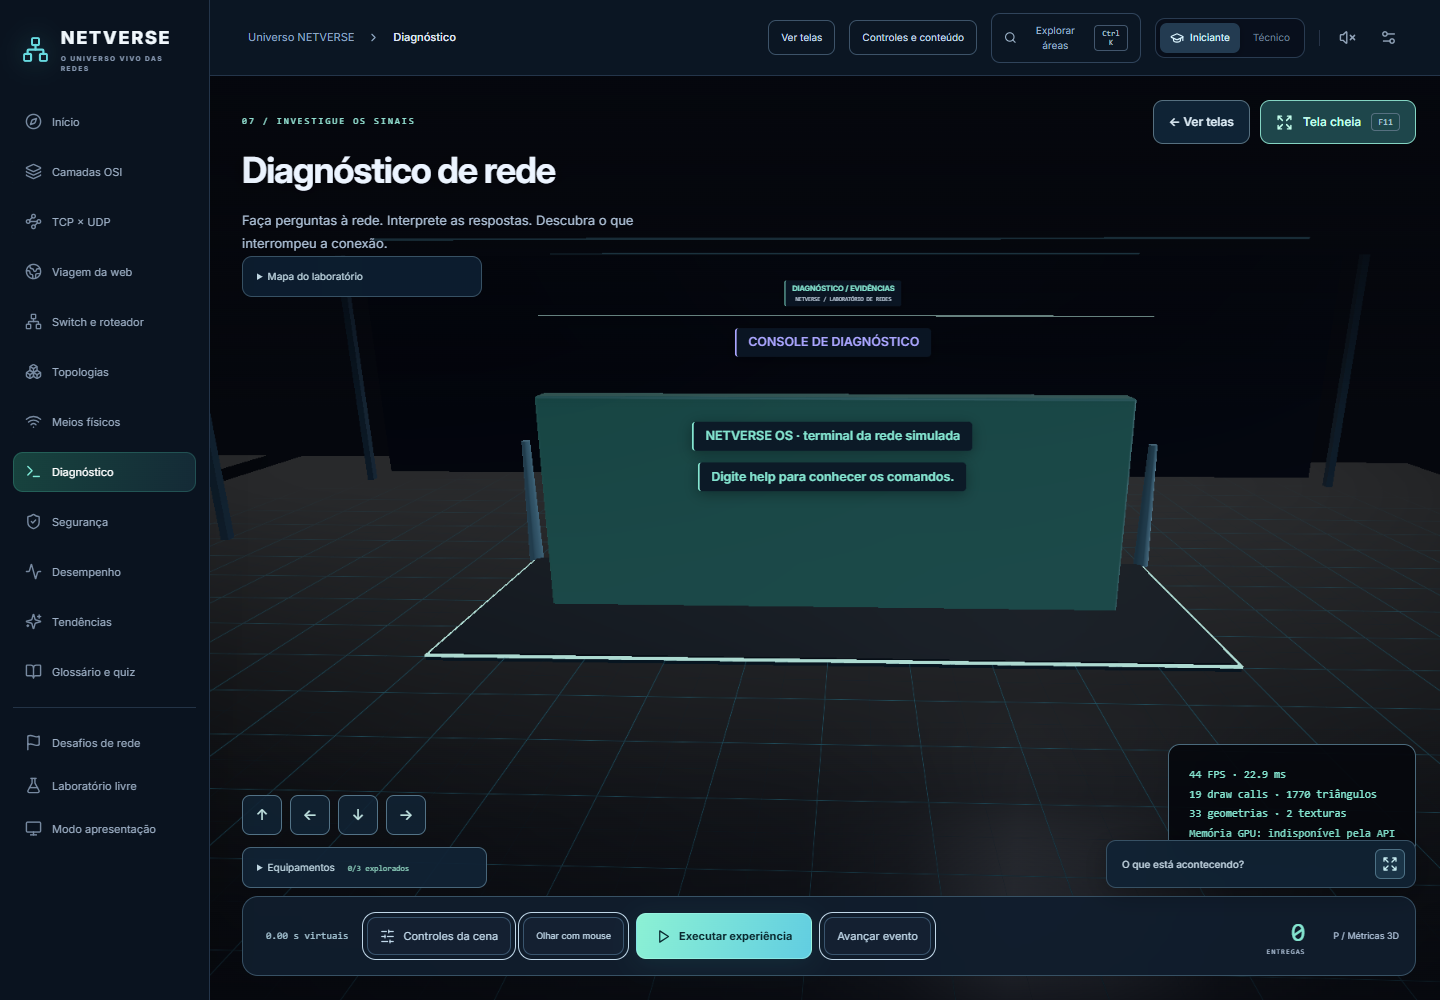 NETVERSE
O UNIVERSO VIVO DAS
REDES
Início
Camadas OSI
TCP × UDP
Viagem da web
Switch e roteador
Topologias
Meios físicos
Diagnóstico
Segurança
Desempenho
Tendências
Glossário e quiz
Desafios de rede
Laboratório livre
Modo apresentação
Universo NETVERSE > Diagnóstico
Ver telas
Controles e conteúdo
Explorar
áreas
Ctrl
K
Iniciante
Técnico
07 / INVESTIGUE OS SINAIS
← Ver telas
Tela cheia F11
Diagnóstico de rede
Faça perguntas à rede. Interprete as respostas. Descubra o que
interrompeu a conexão.
▸ Mapa do laboratório
DIAGNÓSTICO / EVIDÊNCIAS
NETVERSE / LABORATÓRIO DE REDES
CONSOLE DE DIAGNÓSTICO
NETVERSE OS · terminal da rede simulada
Digite help para conhecer os comandos.
44 FPS · 22.9 ms
19 draw calls · 1770 triângulos
33 geometrias · 2 texturas
Memória GPU: indisponível pela API
↑ ← ↓ →
▸ Equipamentos 0/3 explorados
O que está acontecendo?
0.00 s virtuais
Controles da cena
Olhar com mouse
Executar experiência
Avançar evento
0
ENTREGAS
P / Métricas 3D